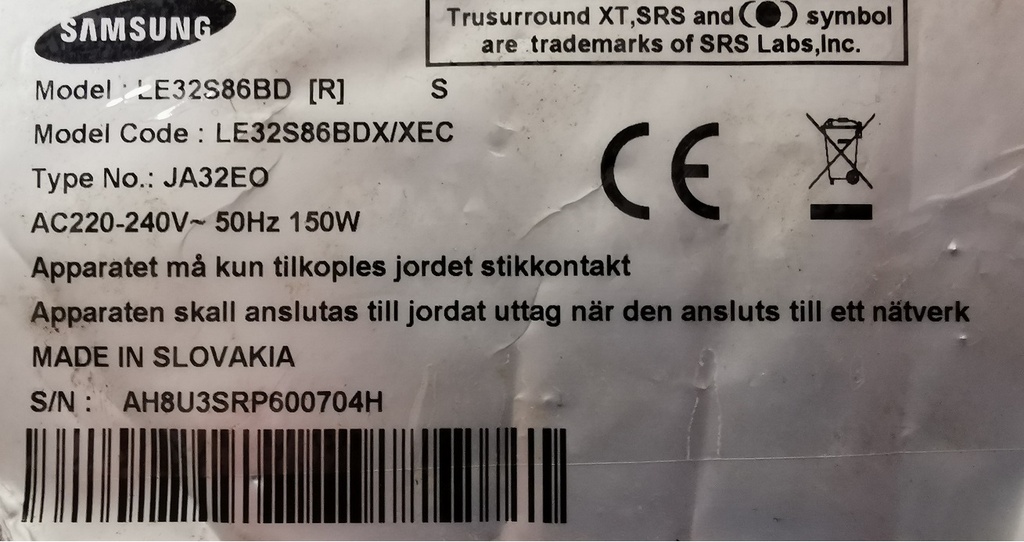 SAMSUNG
Trusurround XT,SRS and (●) symbol
are trademarks of SRS Labs,Inc.
Model : LE32S86BD [R] S
Model Code : LE32S86BDX/XEC
Type No.: JA32EO
AC220-240V~ 50Hz 150W
Apparatet må kun tilkoples jordet stikkontakt
Apparaten skall anslutas till jordat uttag när den ansluts till ett nätverk
MADE IN SLOVAKIA
S/N : AH8U3SRP600704H
CE